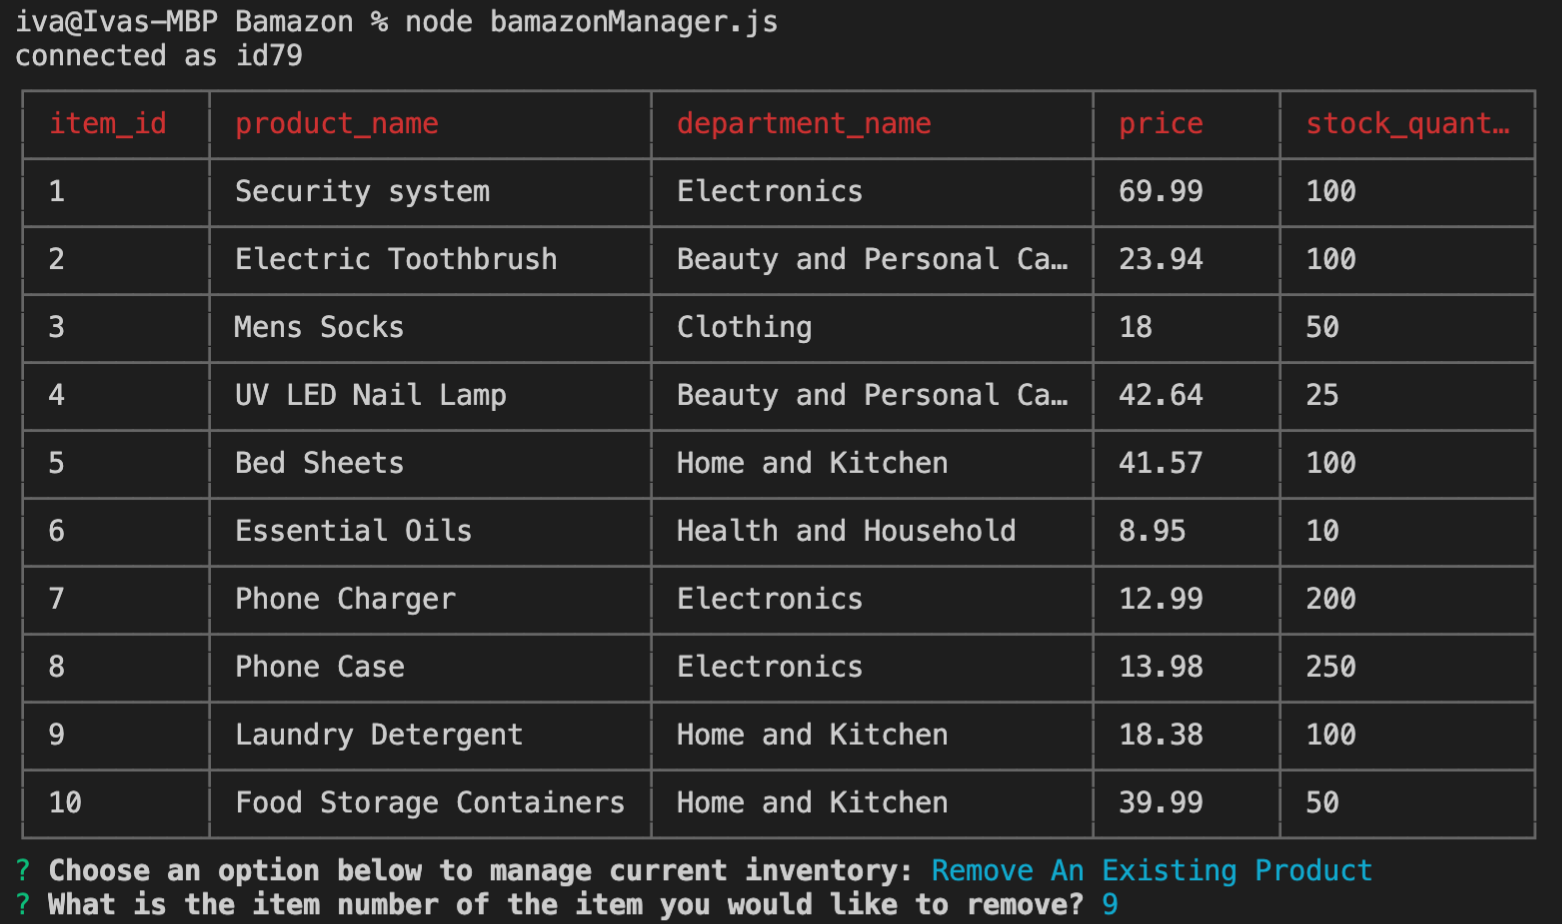 iva@Ivas-MBP Bamazon % node bamazonManager.js
connected as id79
item_id product_name department_name price stock_quant…
1 Security system Electronics 69.99 100
2 Electric Toothbrush Beauty and Personal Ca… 23.94 100
3 Mens Socks Clothing 18 50
4 UV LED Nail Lamp Beauty and Personal Ca… 42.64 25
5 Bed Sheets Home and Kitchen 41.57 100
6 Essential Oils Health and Household 8.95 10
7 Phone Charger Electronics 12.99 200
8 Phone Case Electronics 13.98 250
9 Laundry Detergent Home and Kitchen 18.38 100
10 Food Storage Containers Home and Kitchen 39.99 50
? Choose an option below to manage current inventory: Remove An Existing Product
? What is the item number of the item you would like to remove? 9